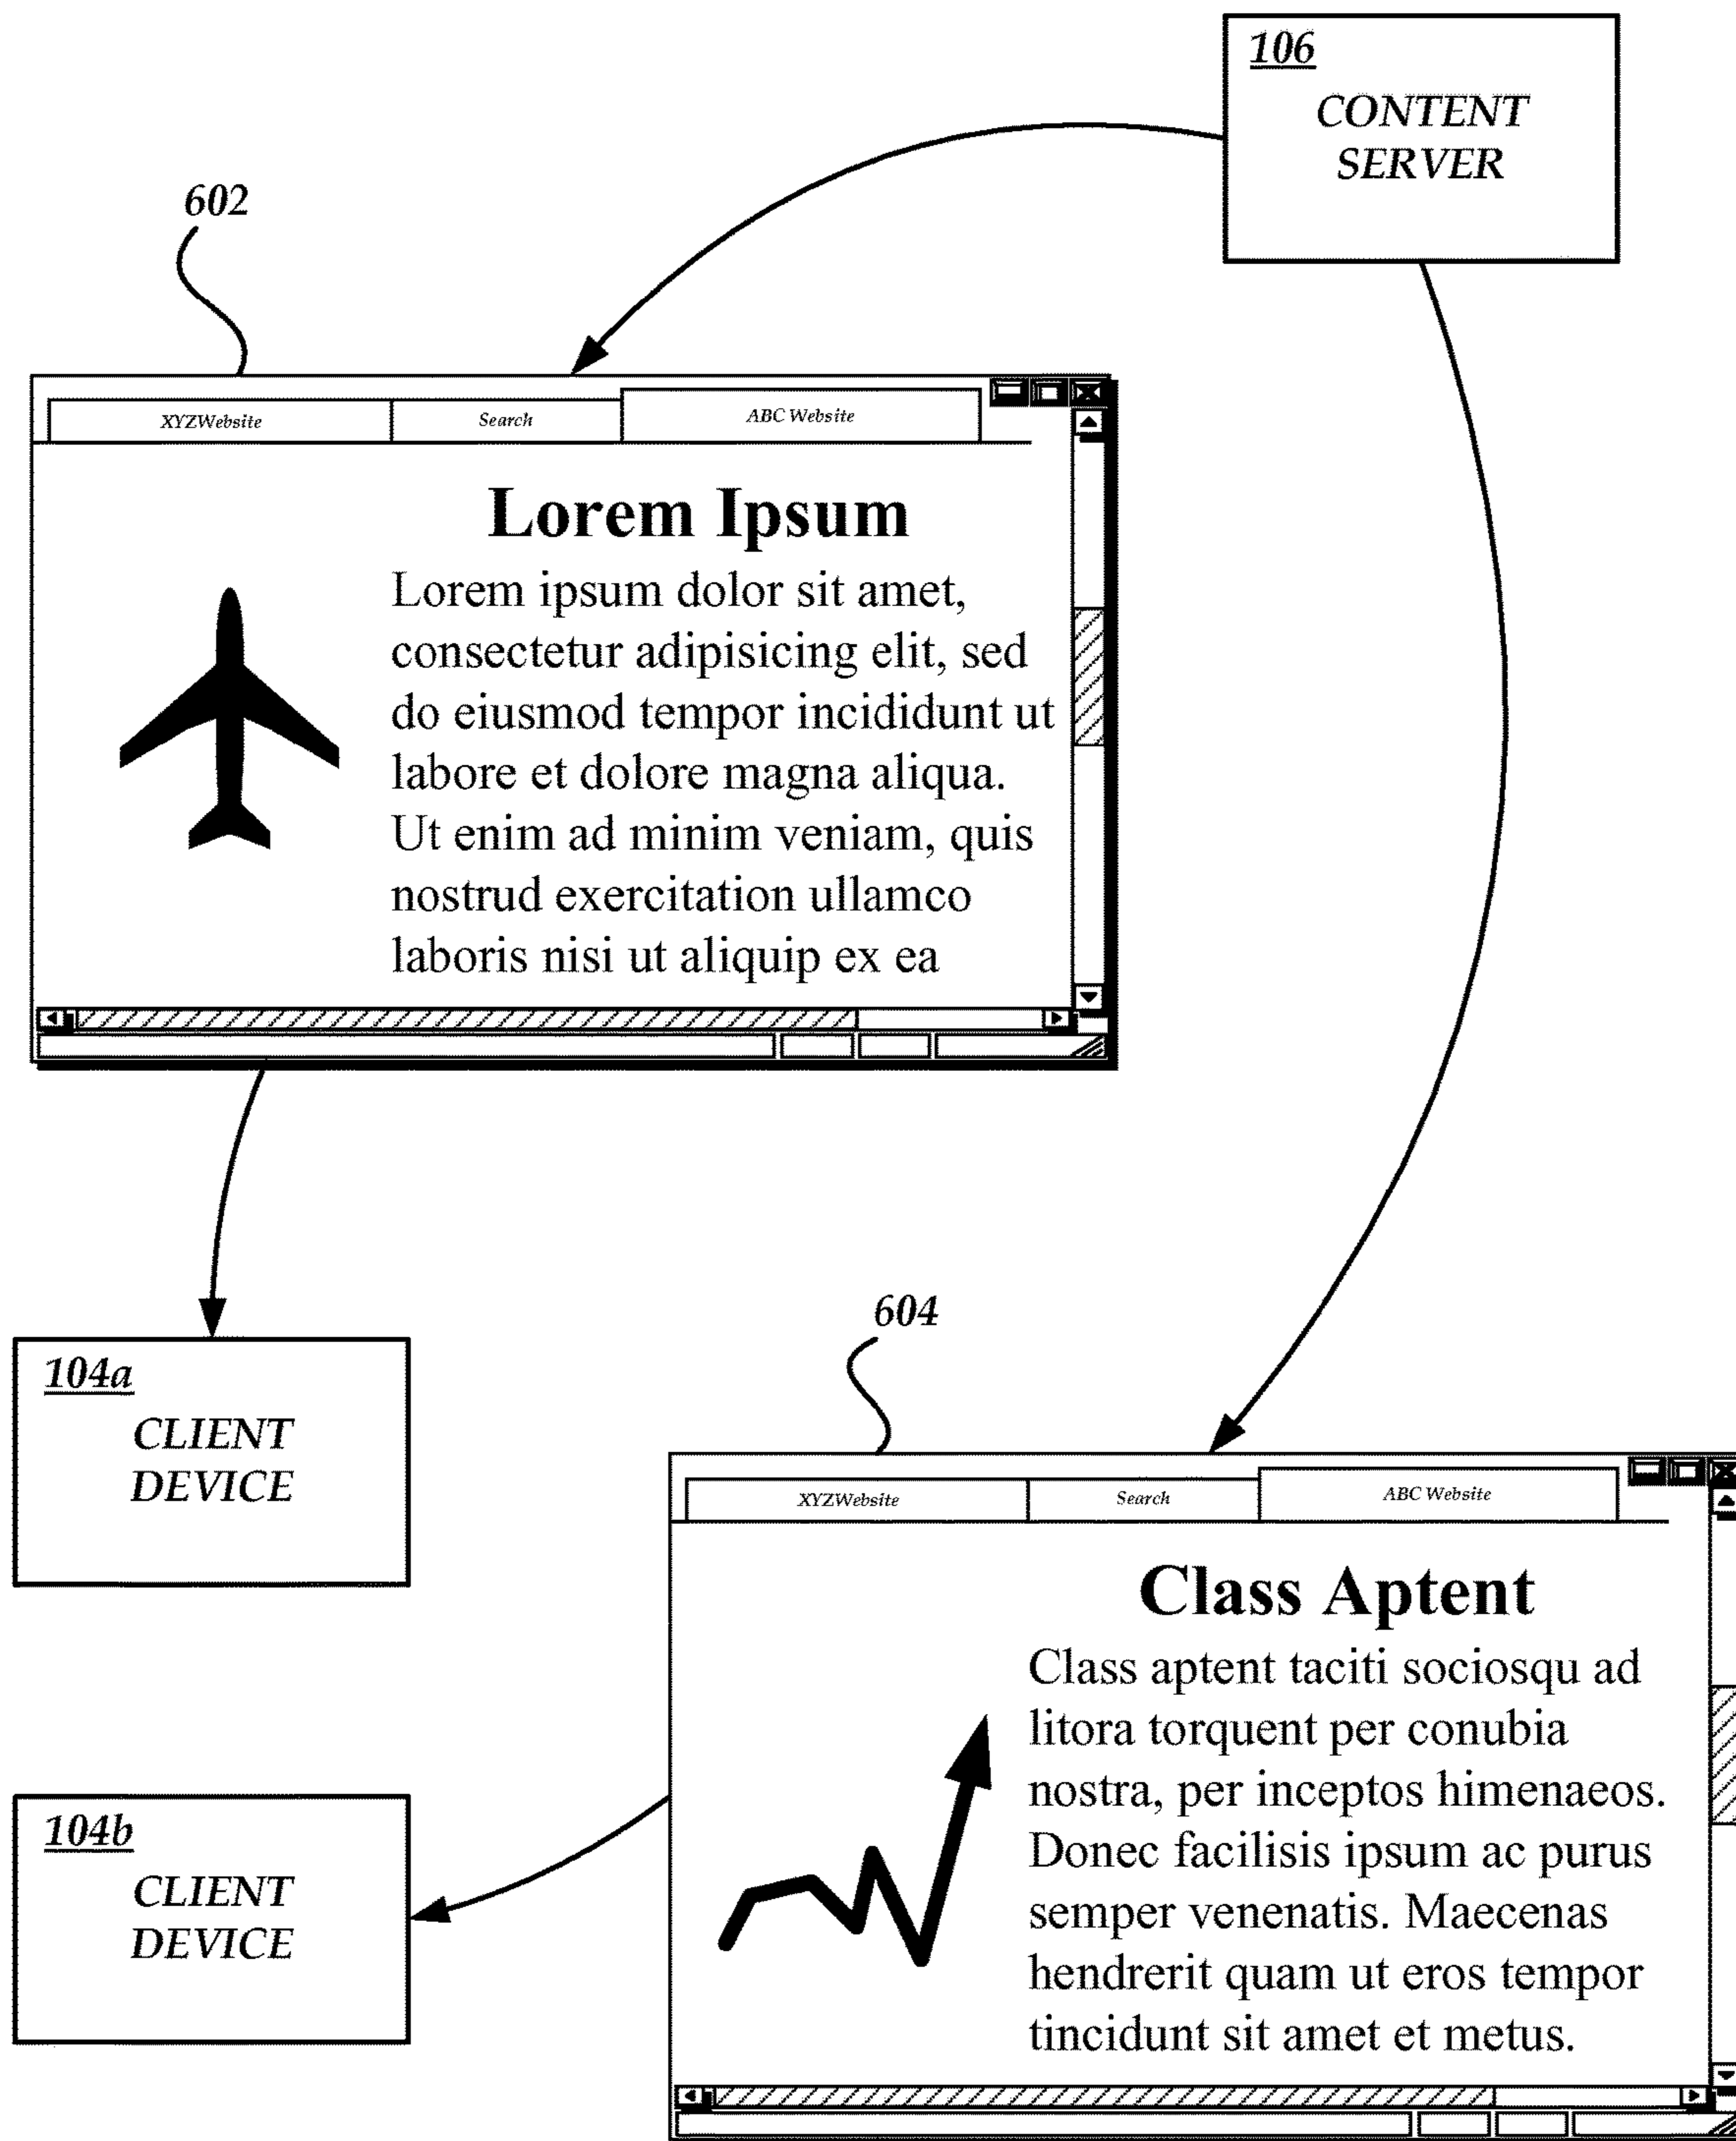 106
CONTENT
SERVER
602
XYZWebsite
Search
ABC Website
Lorem Ipsum
Lorem ipsum dolor sit amet,
consectetur adipisicing elit, sed
do eiusmod tempor incididunt ut
labore et dolore magna aliqua.
Ut enim ad minim veniam, quis
nostrud exercitation ullamco
laboris nisi ut aliquip ex ea
104a
CLIENT
DEVICE
604
XYZWebsite
Search
ABC Website
Class Aptent
Class aptent taciti sociosqu ad
litora torquent per conubia
nostra, per inceptos himenaeos.
Donec facilisis ipsum ac purus
semper venenatis. Maecenas
hendrerit quam ut eros tempor
tincidunt sit amet et metus.
104b
CLIENT
DEVICE